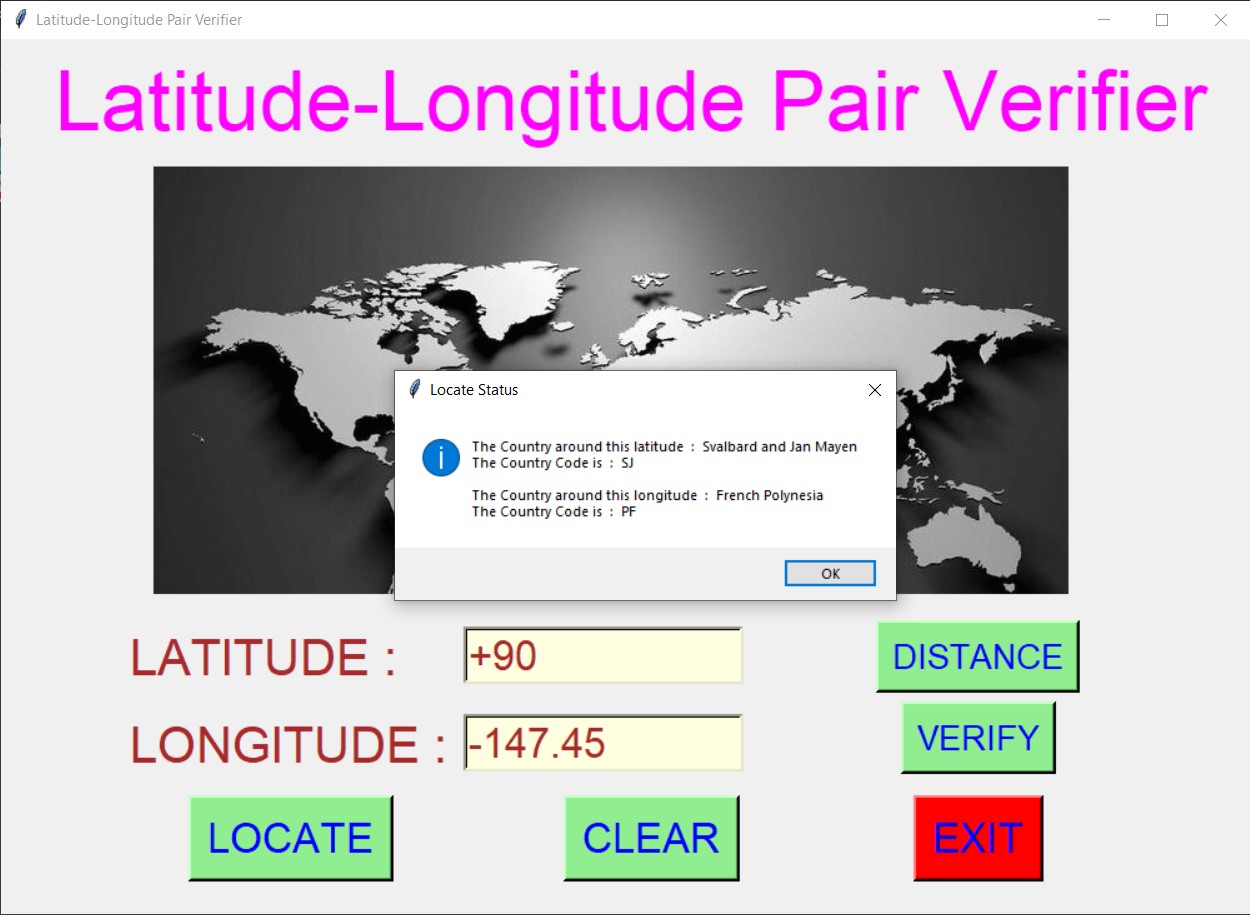 Latitude-Longitude Pair Verifier
Latitude-Longitude Pair Verifier
Locate Status
The Country around this latitude : Svalbard and Jan Mayen
The Country Code is : SJ
The Country around this longitude : French Polynesia
The Country Code is : PF
OK
LATITUDE : +90 DISTANCE
LONGITUDE : -147.45 VERIFY
LOCATE CLEAR EXIT